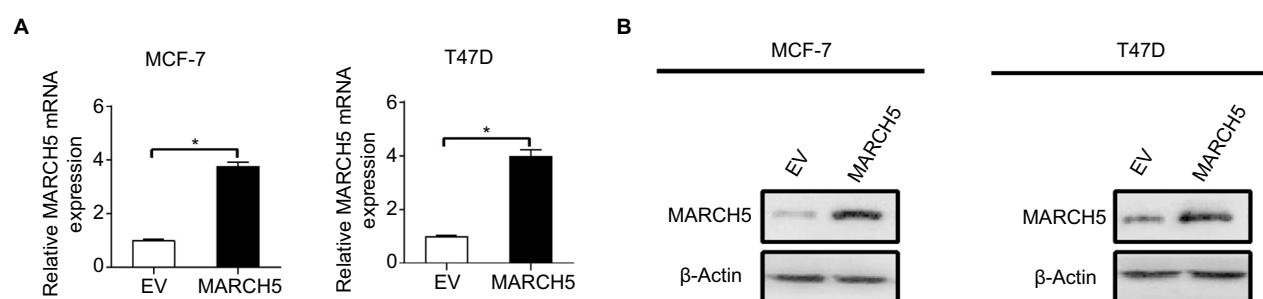 A
MCF-7
Relative MARCH5 mRNA
expression
6
4
2
0
*
EV
MARCH5
T47D
Relative MARCH5 mRNA
expression
6
4
2
0
*
EV
MARCH5
B
MCF-7
EV
MARCH5
MARCH5
β-Actin
T47D
EV
MARCH5
MARCH5
β-Actin